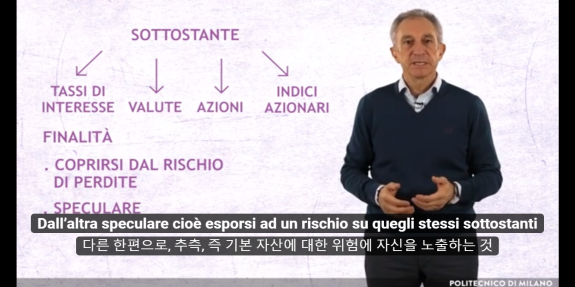 SOTTOSTANTE
TASSI DI
INTERESSE
VALUTE
AZIONI
INDICI
AZIONARI
FINALITÀ
. COPRIRSI DAL RISCHIO
DI PERDITE
. SPECULARE
Dall'altra speculare cioè esporsi ad un rischio su quegli stessi sottostanti
다른 한편으로, 추측, 즉 기본 자산에 대한 위험에 자신을 노출하는 것
POLITECNICO DI MILANO